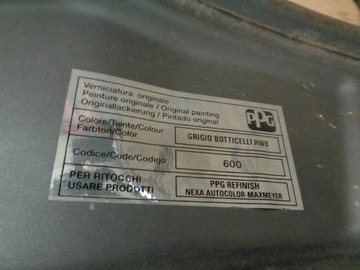 Verniciatura originale
Peinture originale / Original painting
Originallackierung / Pintado original
PPG
Colore/Teinte/Colour
Farbton/Color
GRIGIO BOTTICELLI HWB
Codice/Code/Codigo
600
PER RITOCCHI
USARE PRODOTTI
PPG REFINISH
NEXA AUTOCOLOR-MAXMEYER